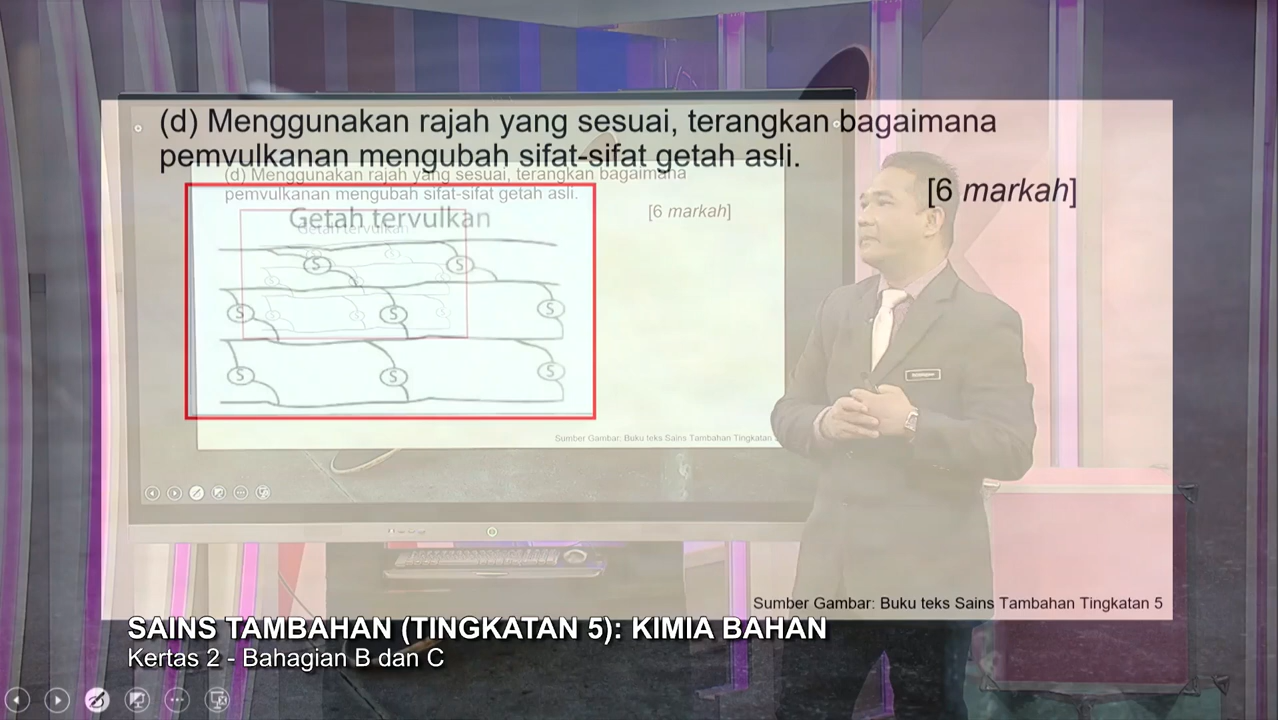 (d) Menggunakan rajah yang sesuai, terangkan bagaimana
pemvulkanan mengubah sifat-sifat getah asli.
[6 markah]
(d) Menggunakan rajah yang sesuai, terangkan bagaimana
pemvulkanan mengubah sifat-sifat getah asli.
[6 markah]
Getah tervulkan
Getah tervulkan
S S
S S S
S S S
Sumber Gambar: Buku teks Sains Tambahan Tingkatan
Sumber Gambar: Buku teks Sains Tambahan Tingkatan 5
SAINS TAMBAHAN (TINGKATAN 5): KIMIA BAHAN
Kertas 2 - Bahagian B dan C